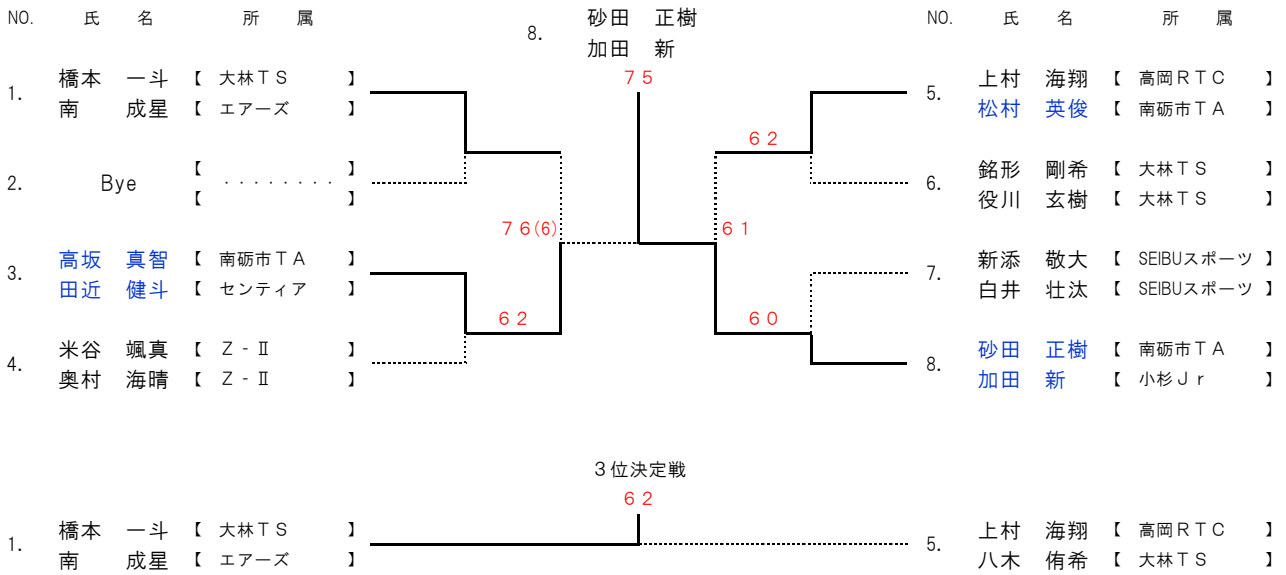 NO. 氏 名 所 属
8. 砂田 正樹
加田 新
NO. 氏 名 所 属
1. 橋本 一斗 【 大林ＴＳ 】
南 成星 【 エアーズ 】
2. Bye 【 ········ 】
【 】
3. 高坂 真智 【 南砺市ＴＡ 】
田近 健斗 【 センティア 】
4. 米谷 颯真 【 Ｚ‐Ⅱ 】
奥村 海晴 【 Ｚ‐Ⅱ 】
７６(6)
６２
７５
６２
６１
６０
5. 上村 海翔 【 高岡ＲＴＣ 】
松村 英俊 【 南砺市ＴＡ 】
6. 銘形 剛希 【 大林ＴＳ 】
役川 玄樹 【 大林ＴＳ 】
7. 新添 敬大 【 SEIBUスポーツ 】
白井 壮汰 【 SEIBUスポーツ 】
8. 砂田 正樹 【 南砺市ＴＡ 】
加田 新 【 小杉Ｊｒ 】
３位決定戦
６２
1. 橋本 一斗 【 大林ＴＳ 】
南 成星 【 エアーズ 】
5. 上村 海翔 【 高岡ＲＴＣ 】
八木 侑希 【 大林ＴＳ 】